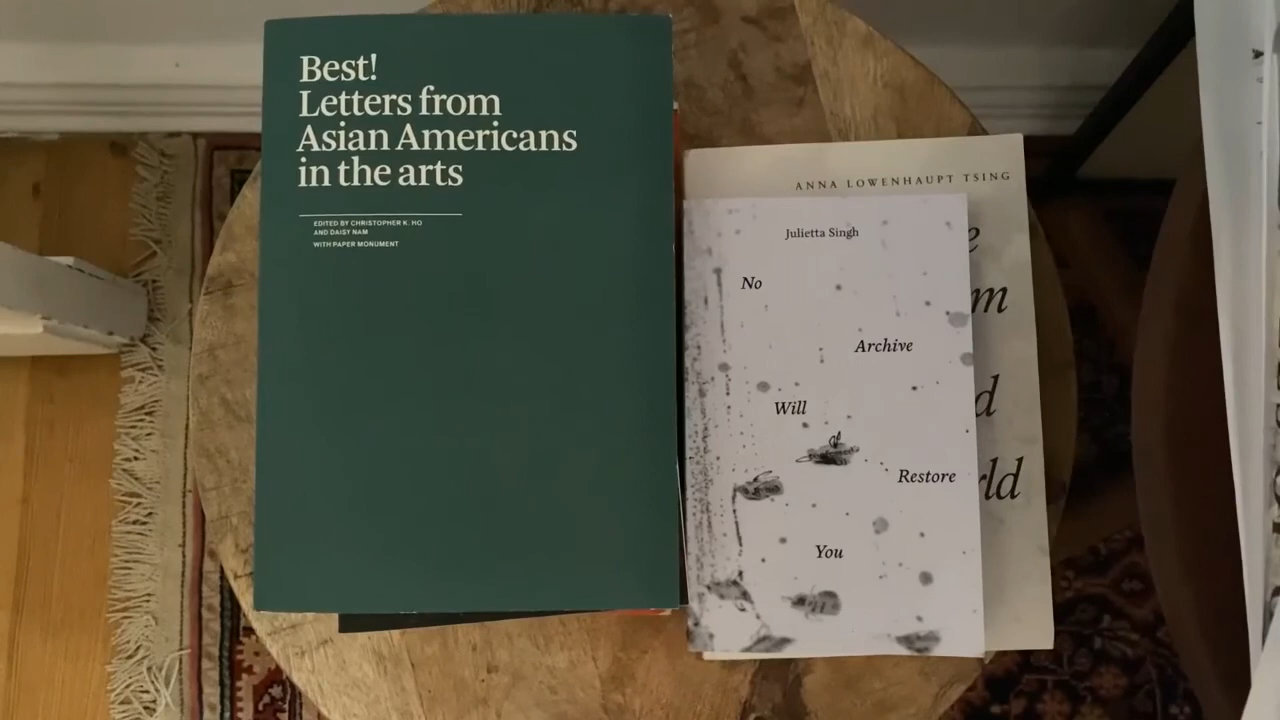 Best!
Letters from
Asian Americans
in the arts
EDITED BY CHRISTOPHER K. HO
AND DAISY NAM
WITH PAPER MONUMENT
ANNA LOWENHAUPT TSING
Julietta Singh
No
Archive
Will
Restore
You